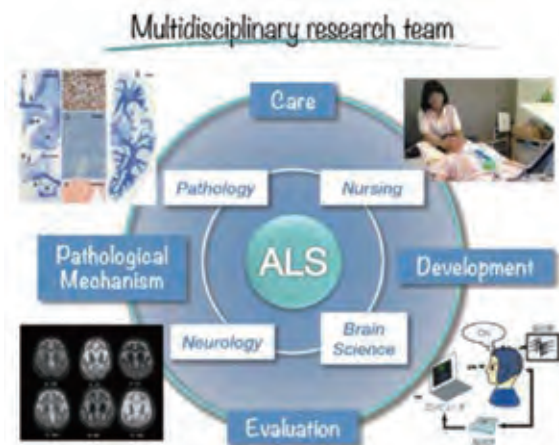 Multidisciplinary research team
Care
Pathology
Nursing
Pathological
Mechanism
ALS
Development
Neurology
Brain
Science
Evaluation